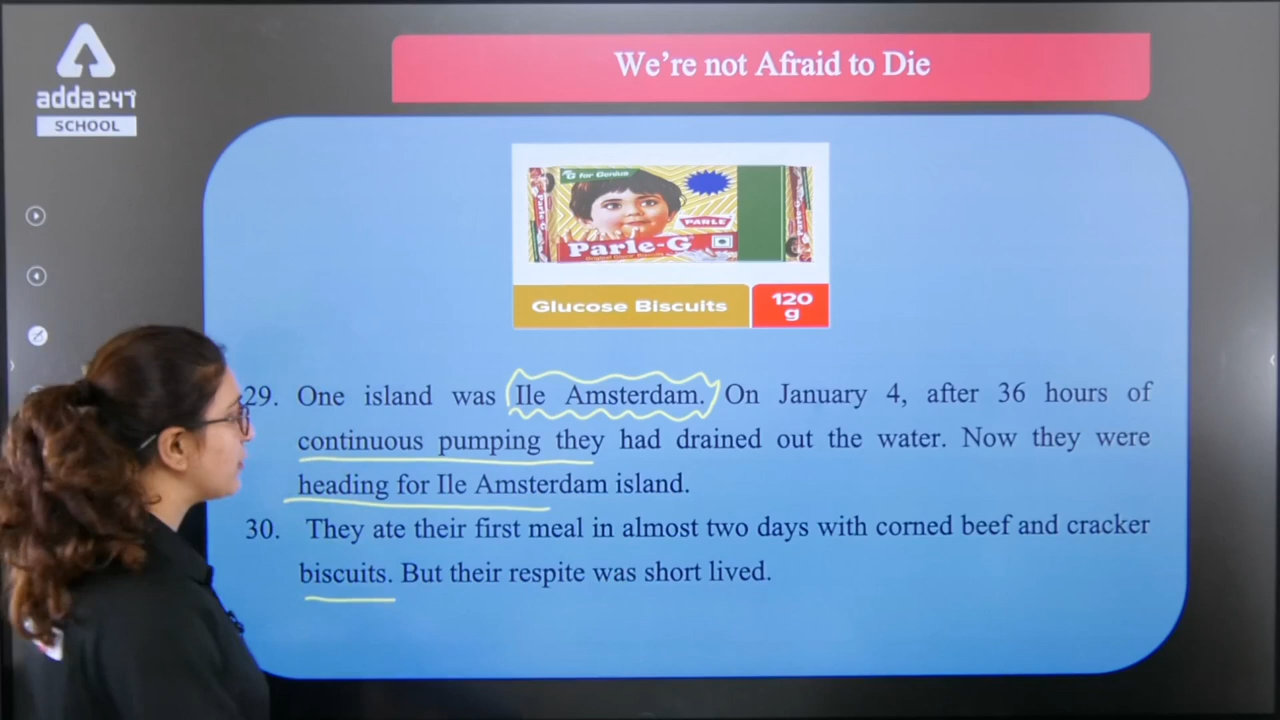 adda247
SCHOOL
We're not Afraid to Die
G for Genius
PARLE
Parle-G
Parle-G
Glucose Biscuits
120
g
29. One island was Ile Amsterdam. On January 4, after 36 hours of
continuous pumping they had drained out the water. Now they were
heading for Ile Amsterdam island.
30. They ate their first meal in almost two days with corned beef and cracker
biscuits. But their respite was short lived.